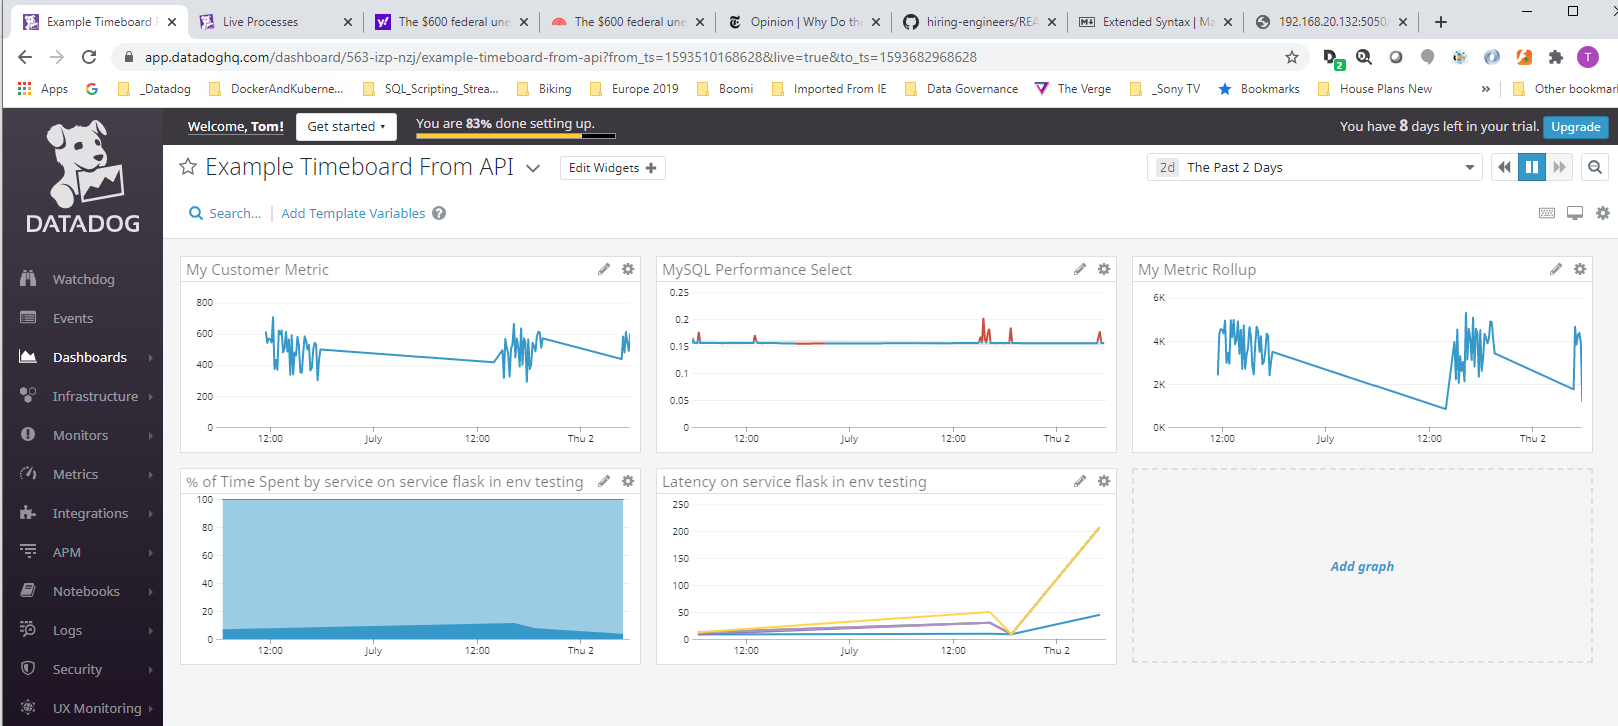 Example Timeboard F
Live Processes
The $600 federal une
The $600 federal une
Opinion | Why Do the
hiring-engineers/REA
Extended Syntax | Ma
192.168.20.132:5050/
app.datadoghq.com/dashboard/563-izp-nzj/example-timeboard-from-api?from_ts=1593510168628&live=true&to_ts=1593682968628
2
T
Apps
G
_Datadog
DockerAndKuberne...
SQL_Scripting_Strea...
Biking
Europe 2019
Boomi
Imported From IE
Data Governance
The Verge
_Sony TV
Bookmarks
House Plans New
»
Other bookmar
DATADOG
Watchdog
Events
Dashboards
Infrastructure
Monitors
Metrics
Integrations
APM
Notebooks
Logs
Security
UX Monitoring
Welcome, Tom!
Get started
You are 83% done setting up.
You have 8 days left in your trial.
Upgrade
Example Timeboard From API
Edit Widgets +
2d The Past 2 Days
Search...
Add Template Variables ?
My Customer Metric
800
600
400
200
0
12:00 July 12:00 Thu 2
MySQL Performance Select
0.25
0.2
0.15
0.1
0.05
0
12:00 July 12:00 Thu 2
My Metric Rollup
6K
4K
2K
0K
12:00 July 12:00 Thu 2
% of Time Spent by service on service flask in env testing
100
80
60
40
20
0
12:00 July 12:00 Thu 2
Latency on service flask in env testing
250
200
150
100
50
0
12:00 July 12:00 Thu 2
Add graph